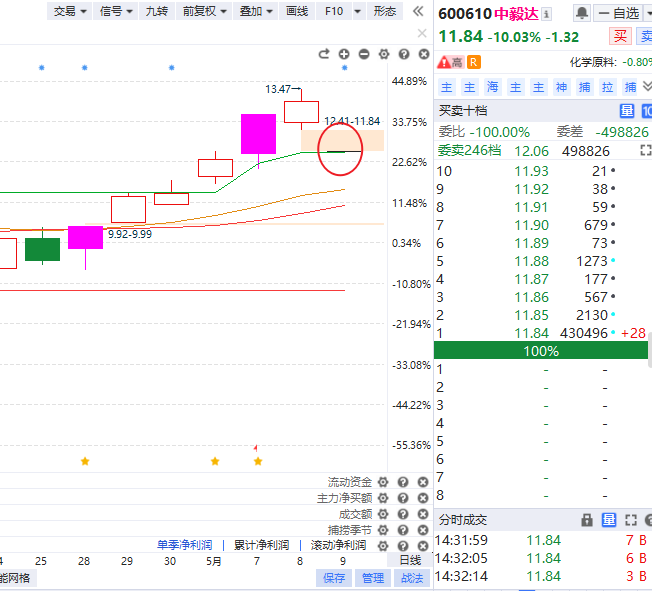 交易 信号 九转 前复权 叠加 画线 F10 形态
600610 中毅达
自选
11.84 -10.03% -1.32
买 卖
高 R 化学原料: -0.80%
主 主 海 主 主 神 捕 拉 捕
买卖十档 量 10
委比 -100.00% 委差 -498826
委卖246档 12.06 498826
10 11.93 21
9 11.92 38
8 11.91 59
7 11.90 679
6 11.89 73
5 11.88 1273
4 11.87 177
3 11.86 567
2 11.85 2130
1 11.84 430496 +28
100%
1 - -
2 - -
3 - -
4 - -
5 - -
6 - -
7 - -
8 - -
分时成交 量
14:31:59 11.84 7 B
14:32:05 11.84 6 B
14:32:14 11.84 3 B
44.89%
33.75%
22.62%
11.48%
0.34%
-10.80%
-21.94%
-33.08%
-44.22%
-55.36%
13.47
12.41-11.84
9.92-9.99
流动资金
主力净买额
成交额
捕捞季节
单季净利润 | 累计净利润 | 滚动净利润
25 28 29 30 5月 7 8 9 日线
能网格 保存 管理 战法